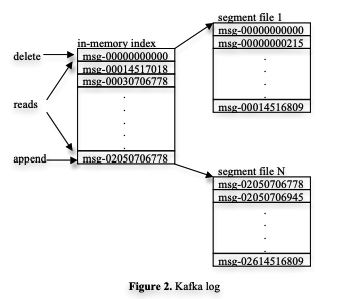 segment file 1
in-memory index
msg-00000000000
msg-00000000215
msg-00014516809
delete
msg-00000000000
msg-00014517018
msg-00030706778
reads
append
msg-02050706778
segment file N
msg-02050706778
msg-02050706945
msg-02614516809
Figure 2. Kafka log